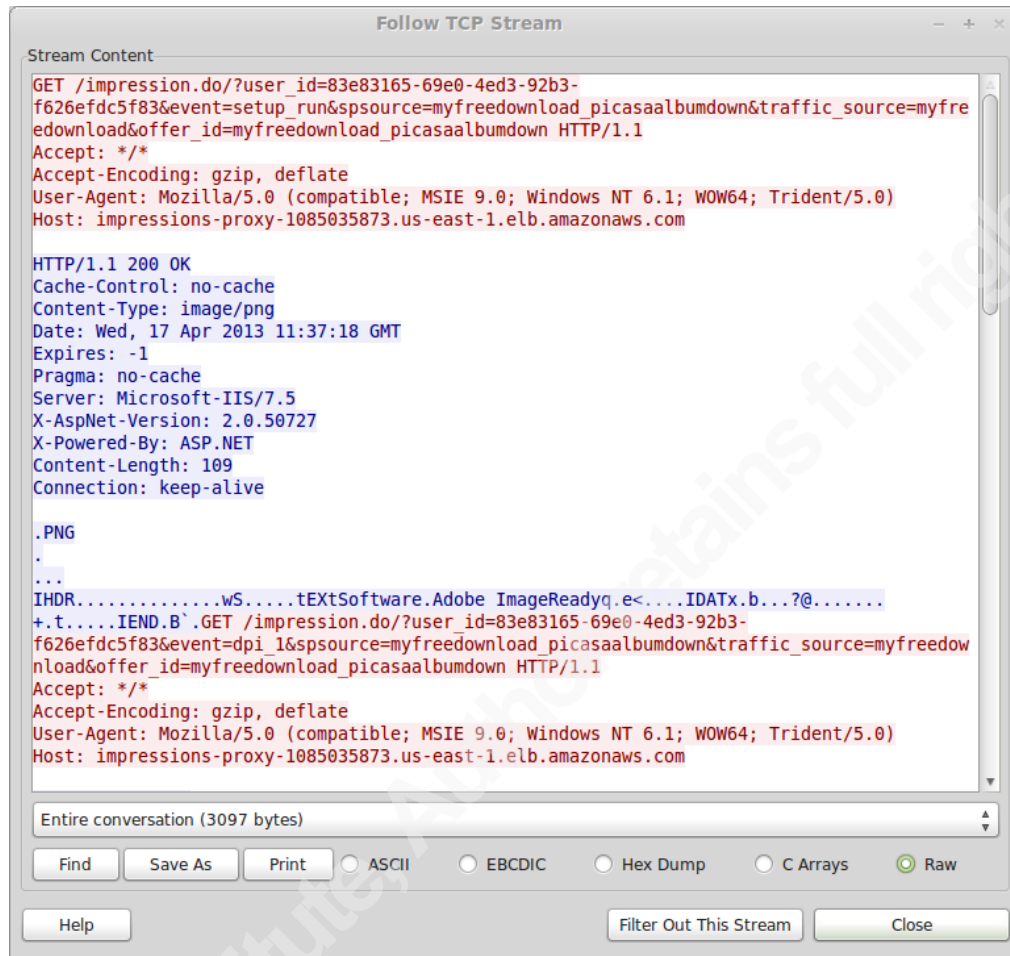 Follow TCP Stream
Stream Content
GET /impression.do/?user_id=83e83165-69e0-4ed3-92b3-
f626efdc5f83&event=setup_run&spsource=myfreedownload_picasaalbumdown&traffic_source=myfre
edownload&offer_id=myfreedownload_picasaalbumdown HTTP/1.1
Accept: */*
Accept-Encoding: gzip, deflate
User-Agent: Mozilla/5.0 (compatible; MSIE 9.0; Windows NT 6.1; WOW64; Trident/5.0)
Host: impressions-proxy-1085035873.us-east-1.elb.amazonaws.com
HTTP/1.1 200 OK
Cache-Control: no-cache
Content-Type: image/png
Date: Wed, 17 Apr 2013 11:37:18 GMT
Expires: -1
Pragma: no-cache
Server: Microsoft-IIS/7.5
X-AspNet-Version: 2.0.50727
X-Powered-By: ASP.NET
Content-Length: 109
Connection: keep-alive
.PNG
.
...
IHDR..............wS.....tEXtSoftware.Adobe ImageReadyq.e<....IDATx.b...?@.......
+.t.....IEND.B`.GET /impression.do/?user_id=83e83165-69e0-4ed3-92b3-
f626efdc5f83&event=dpi_1&spsource=myfreedownload_picasaalbumdown&traffic_source=myfreedow
nload&offer_id=myfreedownload_picasaalbumdown HTTP/1.1
Accept: */*
Accept-Encoding: gzip, deflate
User-Agent: Mozilla/5.0 (compatible; MSIE 9.0; Windows NT 6.1; WOW64; Trident/5.0)
Host: impressions-proxy-1085035873.us-east-1.elb.amazonaws.com
Entire conversation (3097 bytes)
Find Save As Print ASCII EBCDIC Hex Dump C Arrays Raw
Help Filter Out This Stream Close
retains full